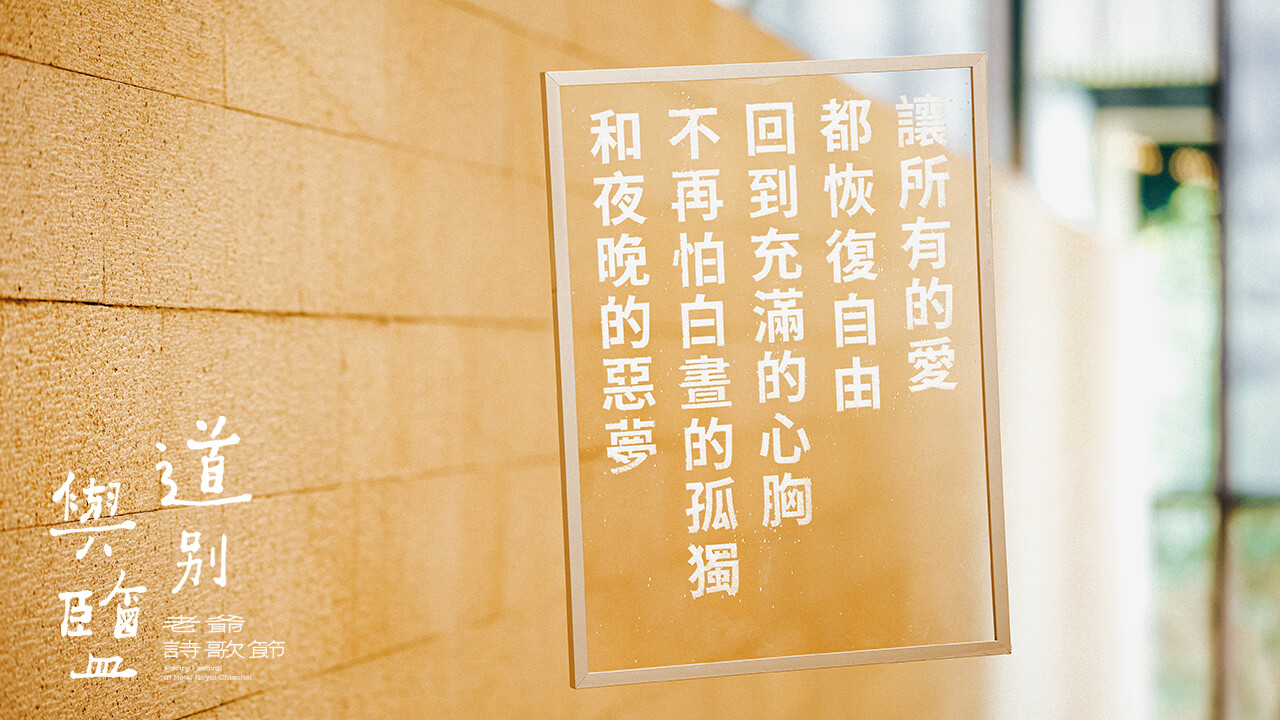 讓所有的愛
都恢復自由
回到充滿的心胸
不再怕白晝的孤獨
和夜晚的惡夢
道別
與鹽
老爺
詩歌節
Poetry Festival
at Hotel Royal Chiaohsi